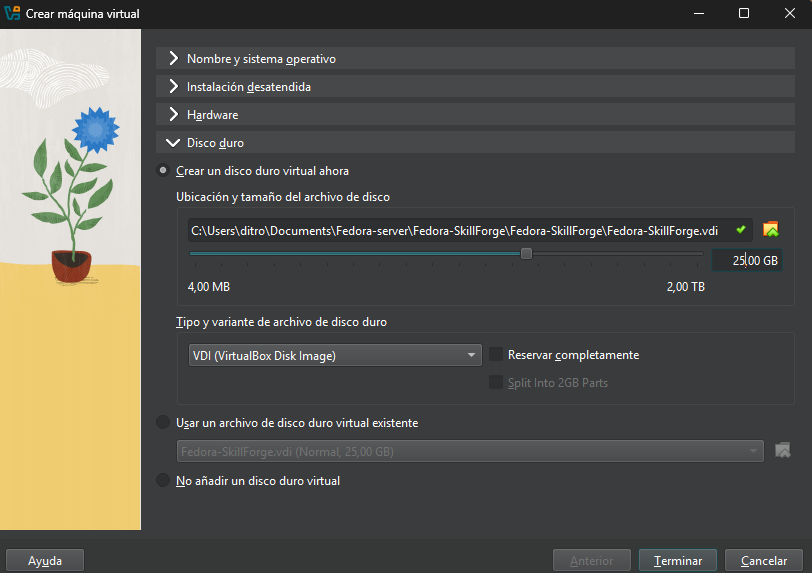 Crear máquina virtual
Nombre y sistema operativo
Instalación desatendida
Hardware
Disco duro
Crear un disco duro virtual ahora
Ubicación y tamaño del archivo de disco
C:\Users\ditro\Documents\Fedora-server\Fedora-SkillForge\Fedora-SkillForge\Fedora-SkillForge.vdi
25,00 GB
4,00 MB 2,00 TB
Tipo y variante de archivo de disco duro
VDI (VirtualBox Disk Image) Reservar completamente
Split Into 2GB Parts
Usar un archivo de disco duro virtual existente
Fedora-SkillForge.vdi (Normal, 25,00 GB)
No añadir un disco duro virtual
Ayuda Anterior Terminar Cancelar